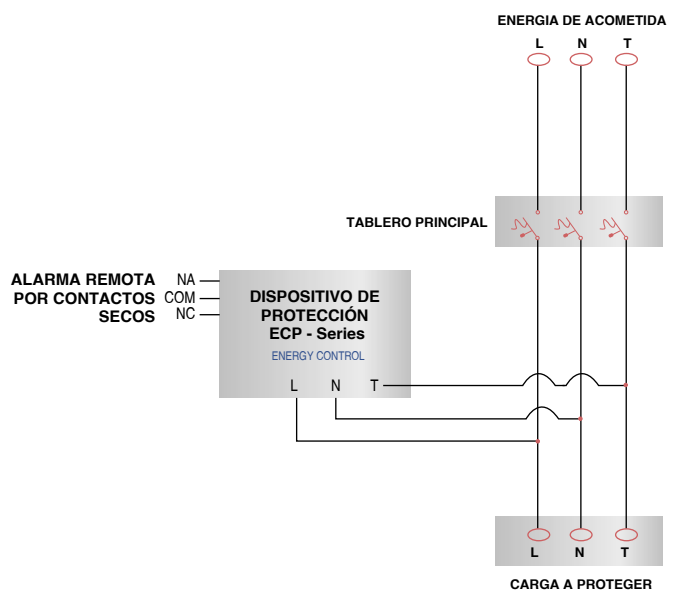 ENERGIA DE ACOMETIDA
L N T
TABLERO PRINCIPAL
ALARMA REMOTA
POR CONTACTOS
SECOS
NA
COM
NC
DISPOSITIVO DE
PROTECCIÓN
ECP - Series
ENERGY CONTROL
L N T
L N T
CARGA A PROTEGER